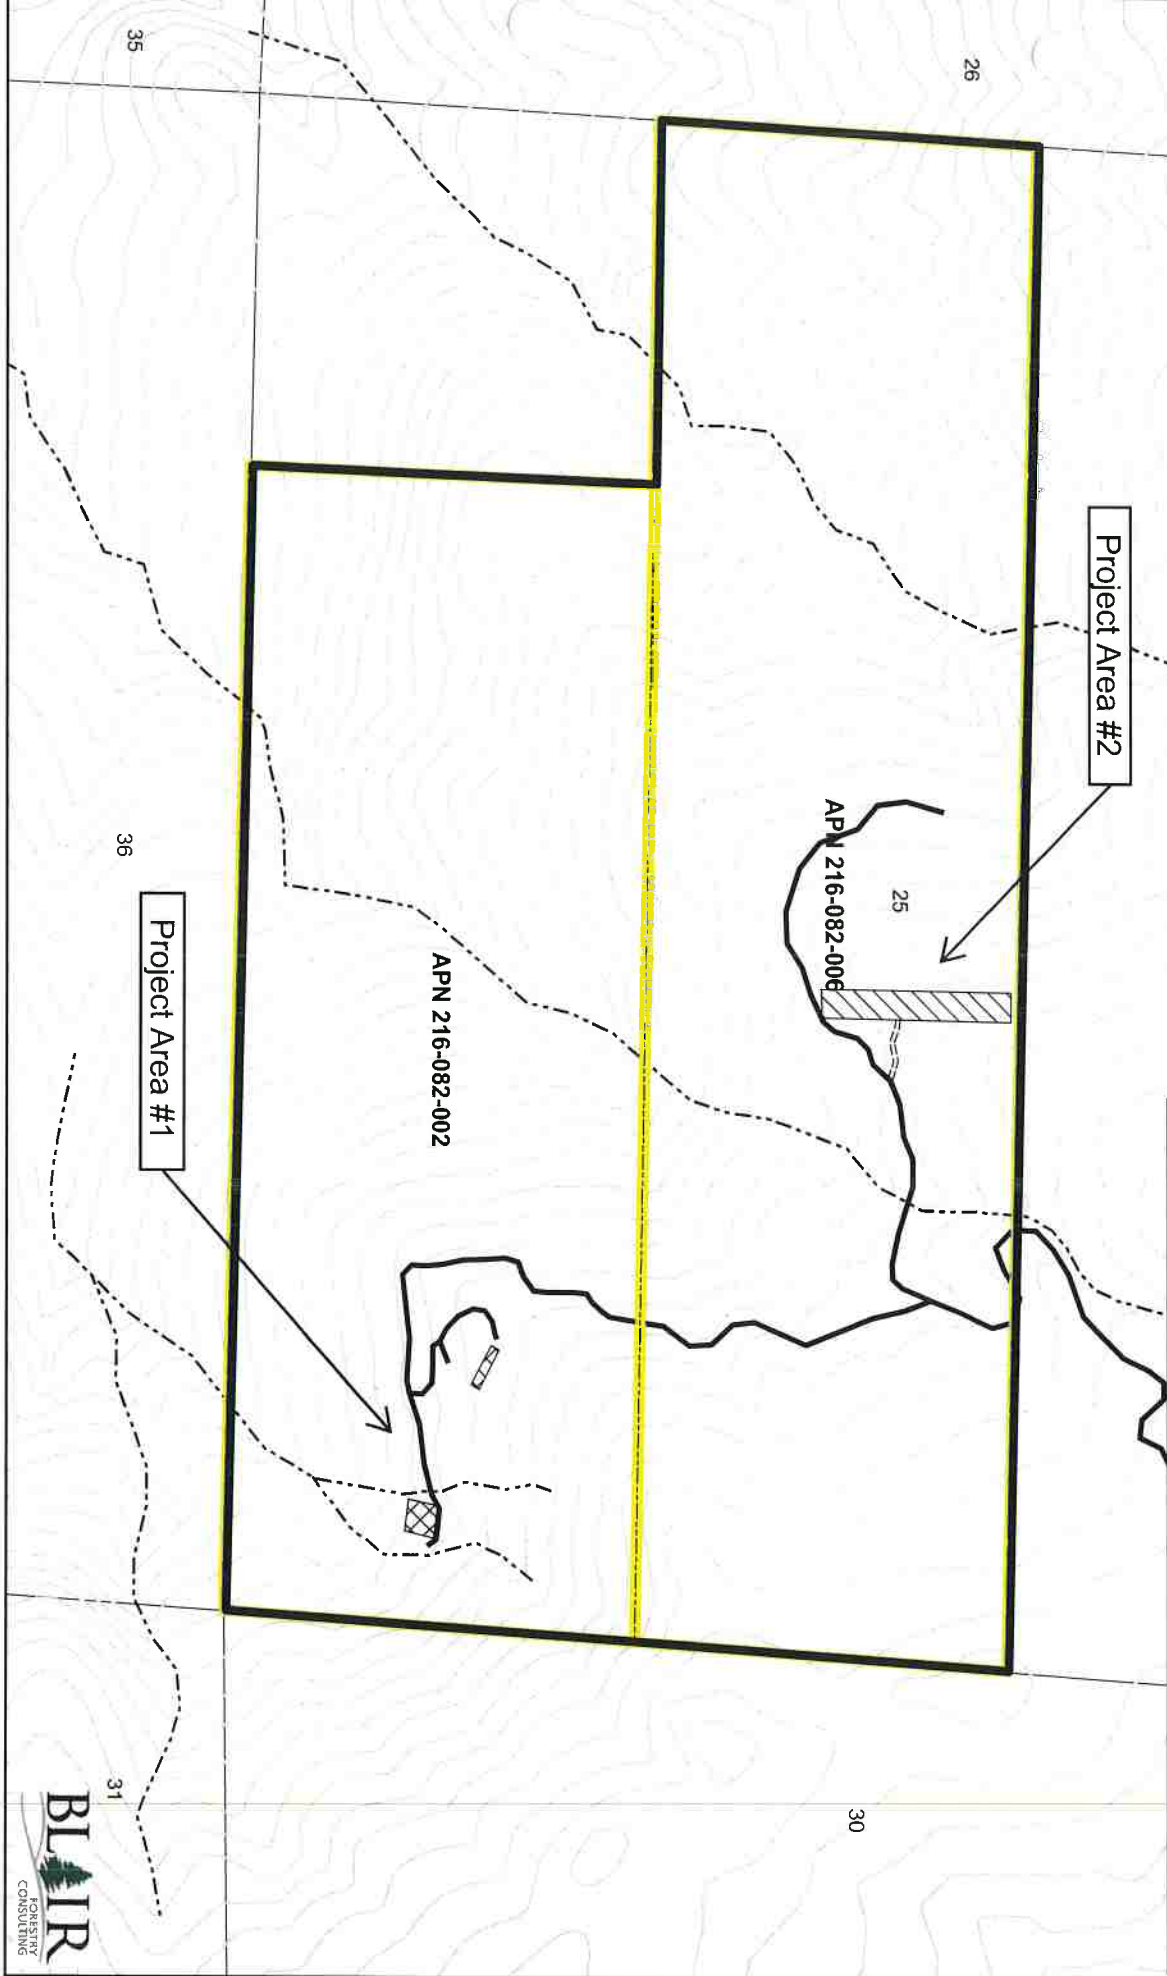 26
35
Project Area #2
25
APN 216-082-006
36
APN 216-082-002
Project Area #1
30
31
BLAIR
FORESTRY
CONSULTING